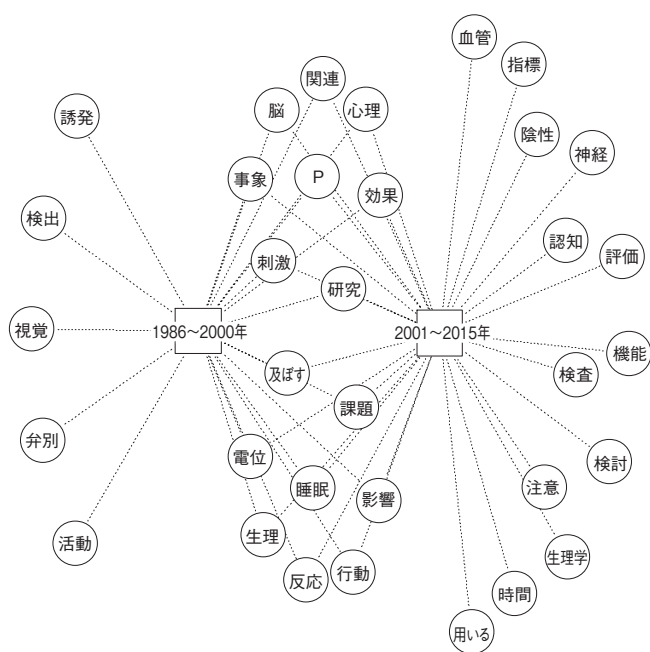 血管
指標
関連
脳
心理
誘発
陰性
神経
事象
P
効果
検出
認知
評価
刺激
研究
視覚
1986〜2000年
2001〜2015年
機能
及ぼす
検査
課題
弁別
電位
検討
睡眠
影響
注意
生理
活動
生理学
反応
行動
時間
用いる